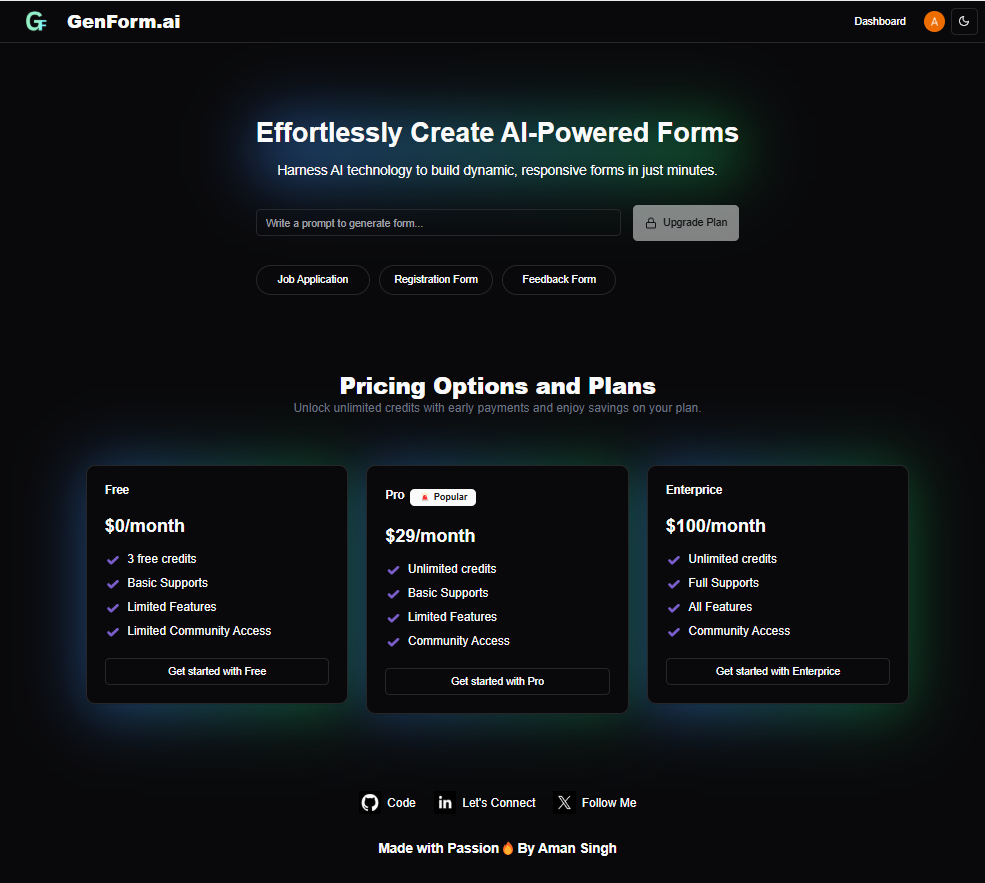 GF GenForm.ai
Dashboard
A
Effortlessly Create AI-Powered Forms
Harness AI technology to build dynamic, responsive forms in just minutes.
Write a prompt to generate form...
Upgrade Plan
Job Application
Registration Form
Feedback Form
Pricing Options and Plans
Unlock unlimited credits with early payments and enjoy savings on your plan.
Free
$0/month
3 free credits
Basic Supports
Limited Features
Limited Community Access
Get started with Free
Pro
Popular
$29/month
Unlimited credits
Basic Supports
Limited Features
Community Access
Get started with Pro
Enterprice
$100/month
Unlimited credits
Full Supports
All Features
Community Access
Get started with Enterprice
Code
in Let's Connect
X Follow Me
Made with Passion🔥By Aman Singh